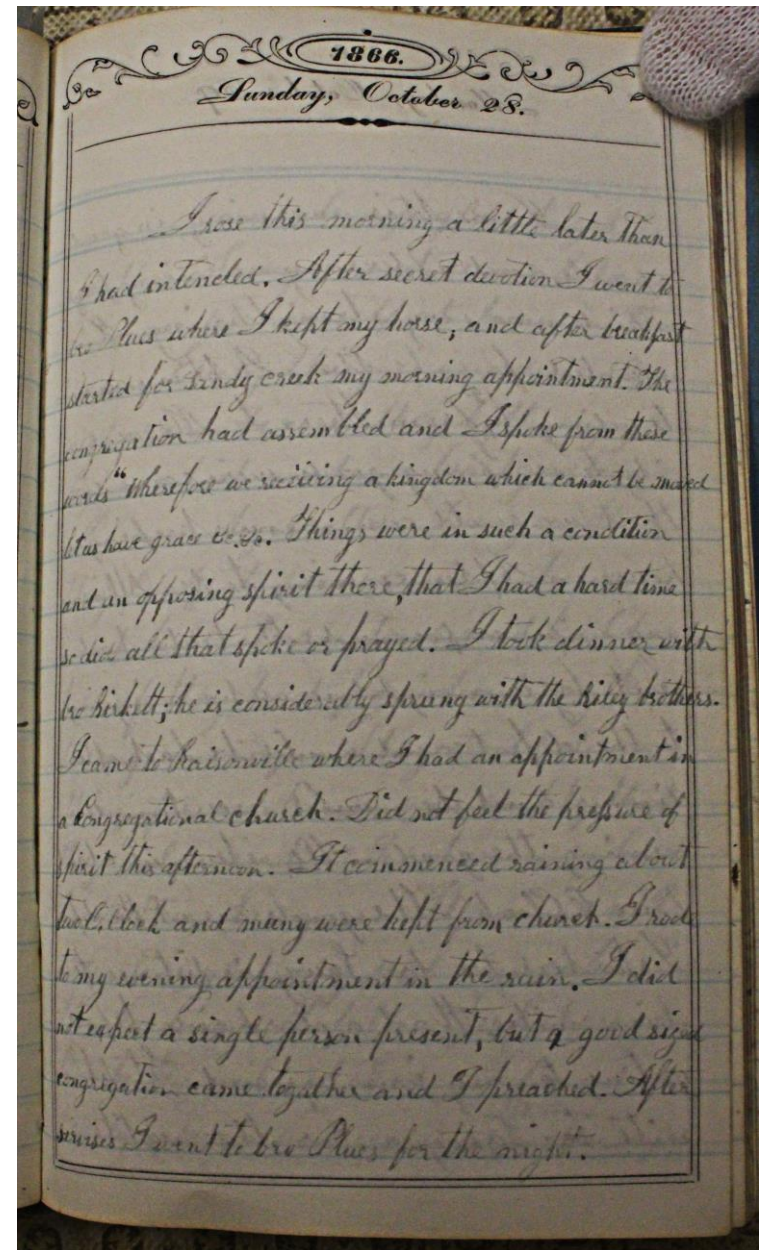 1866.
Sunday, October 28.
I rose this morning a little later than
I had intended. After secret devotion I went to
bro Plues where I kept my horse, and after breakfast
started for Sandy creek my morning appointment. The
congregation had assembled and I spoke from these
words "Wherefore we receiving a kingdom which cannot be moved
let us have grace &c. &c. Things were in such a condition
and an opposing spirit there, that I had a hard time
so did all that spoke or prayed. I took dinner with
bro he is considerably sprung with the brothers.
I came to Raisonville where I had an appointment in
a Congregational church. Did not feel the pressure of
spirit this afternoon. It commenced raining about
two O, Clock and many were kept from church. I rode
to my evening appointment in the rain. I did
not expect a single person present, but a good sized
congregation came together and I preached. After
servises I went to bro Plues for the night.